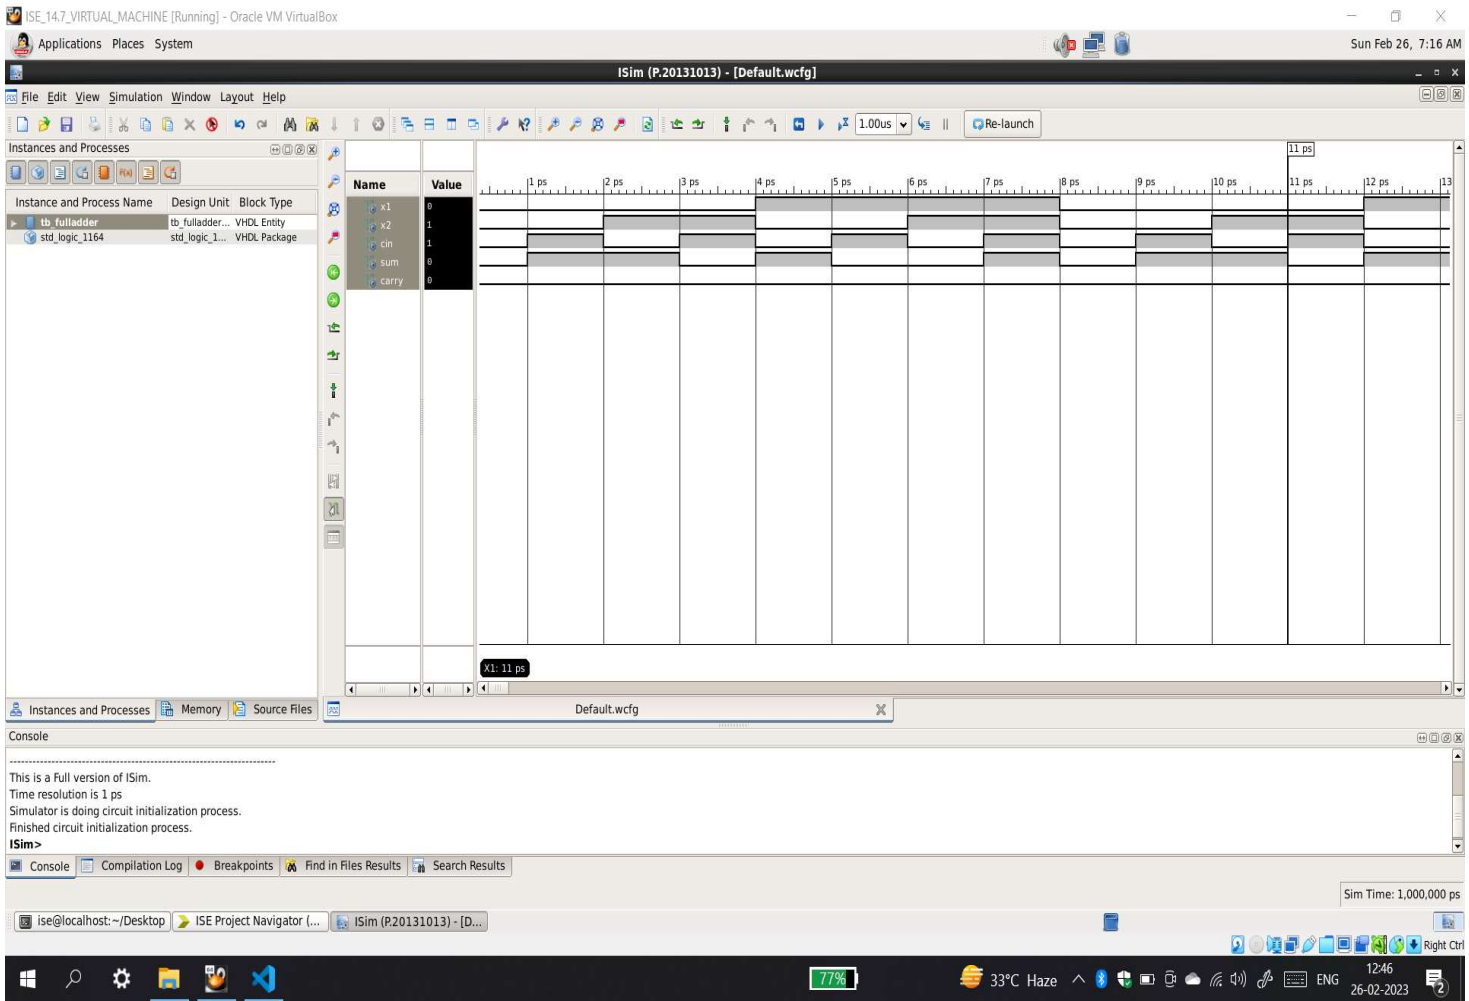 ISE_14.7_VIRTUAL_MACHINE [Running] - Oracle VM VirtualBox
Applications Places System
Sun Feb 26, 7:16 AM
ISim (P.20131013) - [Default.wcfg]
File Edit View Simulation Window Layout Help
1.00us Re-launch
Instances and Processes
Instance and Process Name Design Unit Block Type
tb_fulladder tb_fulladder... VHDL Entity
std_logic_1164 std_logic_1... VHDL Package
Name Value
x1 0
x2 1
cin 1
sum 0
carry 0
11 ps
1 ps 2 ps 3 ps 4 ps 5 ps 6 ps 7 ps 8 ps 9 ps 10 ps 11 ps 12 ps 13
X1: 11 ps
Instances and Processes Memory Source Files
Default.wcfg
Console
This is a Full version of ISim.
Time resolution is 1 ps
Simulator is doing circuit initialization process.
Finished circuit initialization process.
ISim>
Console Compilation Log Breakpoints Find in Files Results Search Results
Sim Time: 1,000,000 ps
ise@localhost:~/Desktop ISE Project Navigator (... ISim (P.20131013) - [D...
Right Ctrl
77% 33°C Haze ENG 12:46
26-02-2023
2